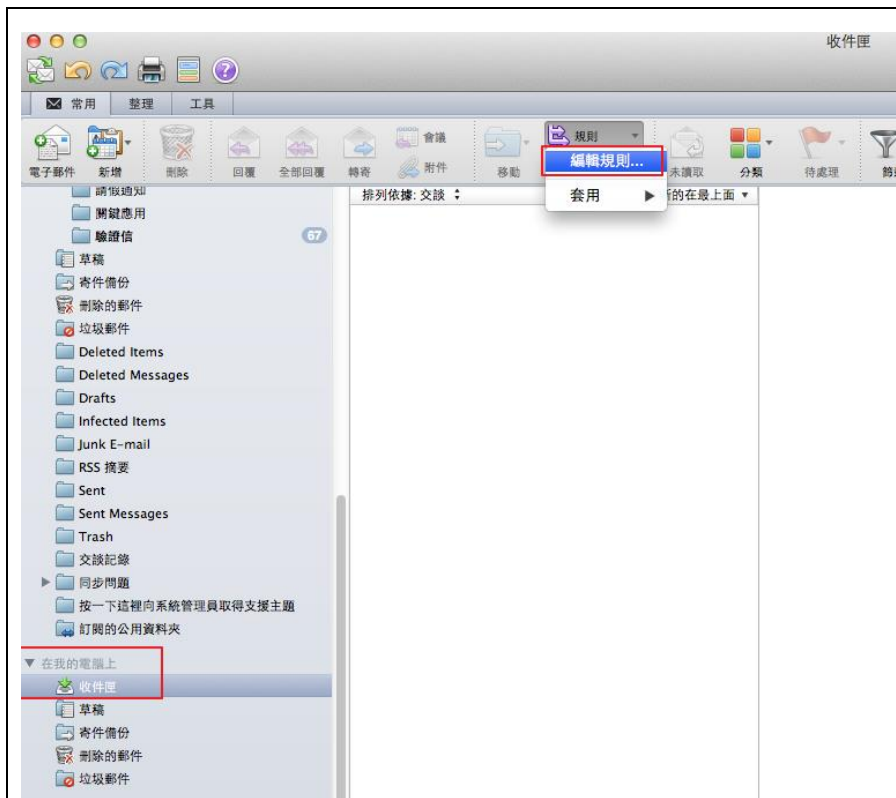 收件匣
常用 整理 工具
電子郵件 新增 刪除 回覆 全部回覆 轉寄 會議 附件 移動 規則 未讀取 分類 待處理
編輯規則...
套用
排列依據: 交談 的在最上面
請假通知
關鍵應用
驗證信 67
草稿
寄件備份
刪除的郵件
垃圾郵件
Deleted Items
Deleted Messages
Drafts
Infected Items
Junk E-mail
RSS 摘要
Sent
Sent Messages
Trash
交談記錄
同步問題
按一下這裡向系統管理員取得支援主題
訂閱的公用資料夾
在我的電腦上
收件匣
草稿
寄件備份
刪除的郵件
垃圾郵件